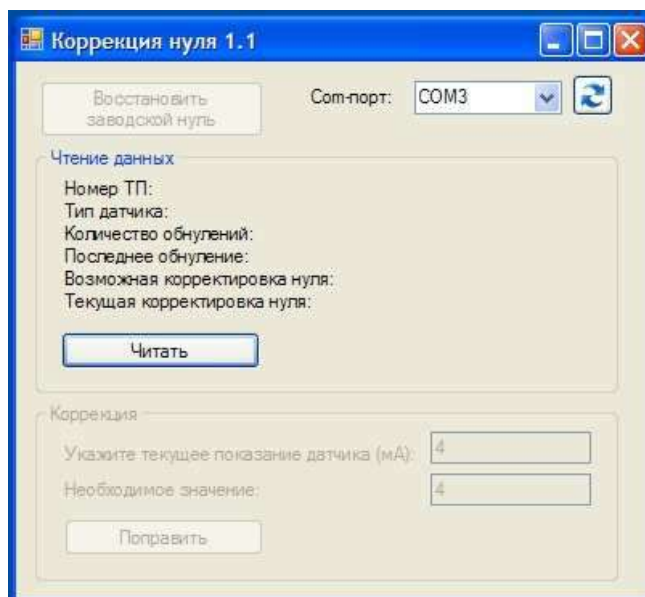 Коррекция нуля 1.1
Восстановить
заводской нуль
Com-порт:
COM3
Чтение данных
Номер ТП:
Тип датчика:
Количество обнулений:
Последнее обнуление:
Возможная корректировка нуля:
Текущая корректировка нуля:
Читать
Коррекция
Укажите текущее показание датчика (мА):
4
Необходимое значение:
4
Поправить